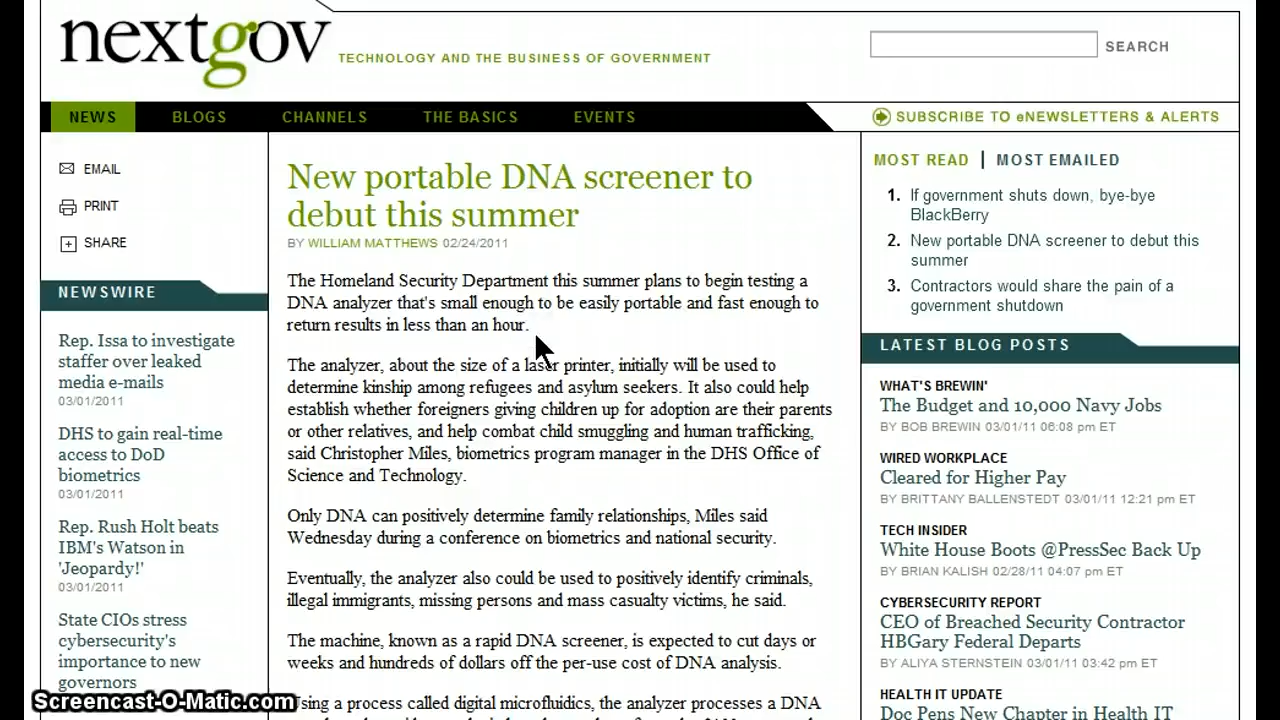 nextgov
TECHNOLOGY AND THE BUSINESS OF GOVERNMENT
SEARCH
NEWS
BLOGS
CHANNELS
THE BASICS
EVENTS
SUBSCRIBE TO eNEWSLETTERS & ALERTS
EMAIL
PRINT
SHARE
NEWSWIRE
Rep. Issa to investigate
staffer over leaked
media e-mails
03/01/2011
DHS to gain real-time
access to DoD
biometrics
03/01/2011
Rep. Rush Holt beats
IBM's Watson in
'Jeopardy!'
03/01/2011
State CIOs stress
cybersecurity's
importance to new
governors
New portable DNA screener to
debut this summer
BY WILLIAM MATTHEWS 02/24/2011
The Homeland Security Department this summer plans to begin testing a
DNA analyzer that's small enough to be easily portable and fast enough to
return results in less than an hour.
The analyzer, about the size of a laser printer, initially will be used to
determine kinship among refugees and asylum seekers. It also could help
establish whether foreigners giving children up for adoption are their parents
or other relatives, and help combat child smuggling and human trafficking,
said Christopher Miles, biometrics program manager in the DHS Office of
Science and Technology.
Only DNA can positively determine family relationships, Miles said
Wednesday during a conference on biometrics and national security.
Eventually, the analyzer also could be used to positively identify criminals,
illegal immigrants, missing persons and mass casualty victims, he said.
The machine, known as a rapid DNA screener, is expected to cut days or
weeks and hundreds of dollars off the per-use cost of DNA analysis.
Using a process called digital microfluidics, the analyzer processes a DNA
MOST READ | MOST EMAILED
1. If government shuts down, bye-bye
BlackBerry
2. New portable DNA screener to debut this
summer
3. Contractors would share the pain of a
government shutdown
LATEST BLOG POSTS
WHAT'S BREWIN'
The Budget and 10,000 Navy Jobs
BY BOB BREWIN 03/01/11 06:08 pm ET
WIRED WORKPLACE
Cleared for Higher Pay
BY BRITTANY BALLENSTEDT 03/01/11 12:21 pm ET
TECH INSIDER
White House Boots @PressSec Back Up
BY BRIAN KALISH 02/28/11 04:07 pm ET
CYBERSECURITY REPORT
CEO of Breached Security Contractor
HBGary Federal Departs
BY ALIYA STERNSTEIN 03/01/11 03:42 pm ET
HEALTH IT UPDATE
Doc Pens New Chapter in Health IT
Screencast-O-Matic.com